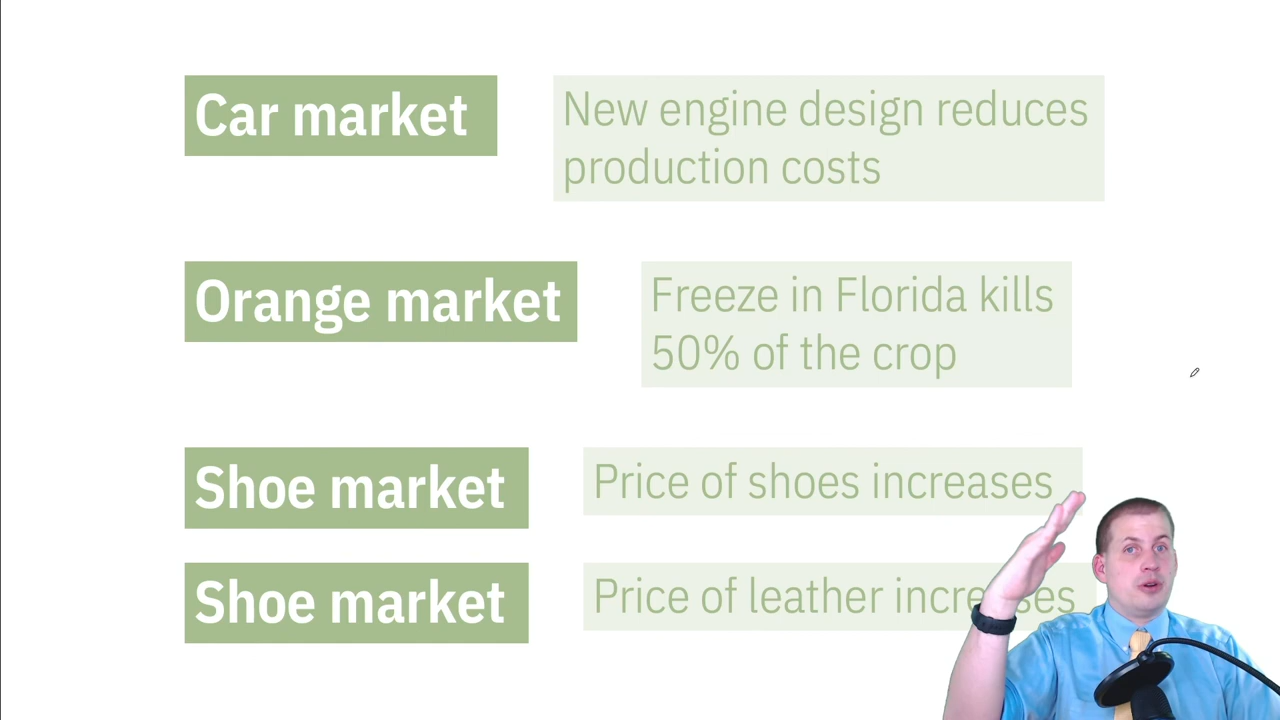 Car market
New engine design reduces
production costs
Orange market
Freeze in Florida kills
50% of the crop
Shoe market
Price of shoes increases
Shoe market
Price of leather increases